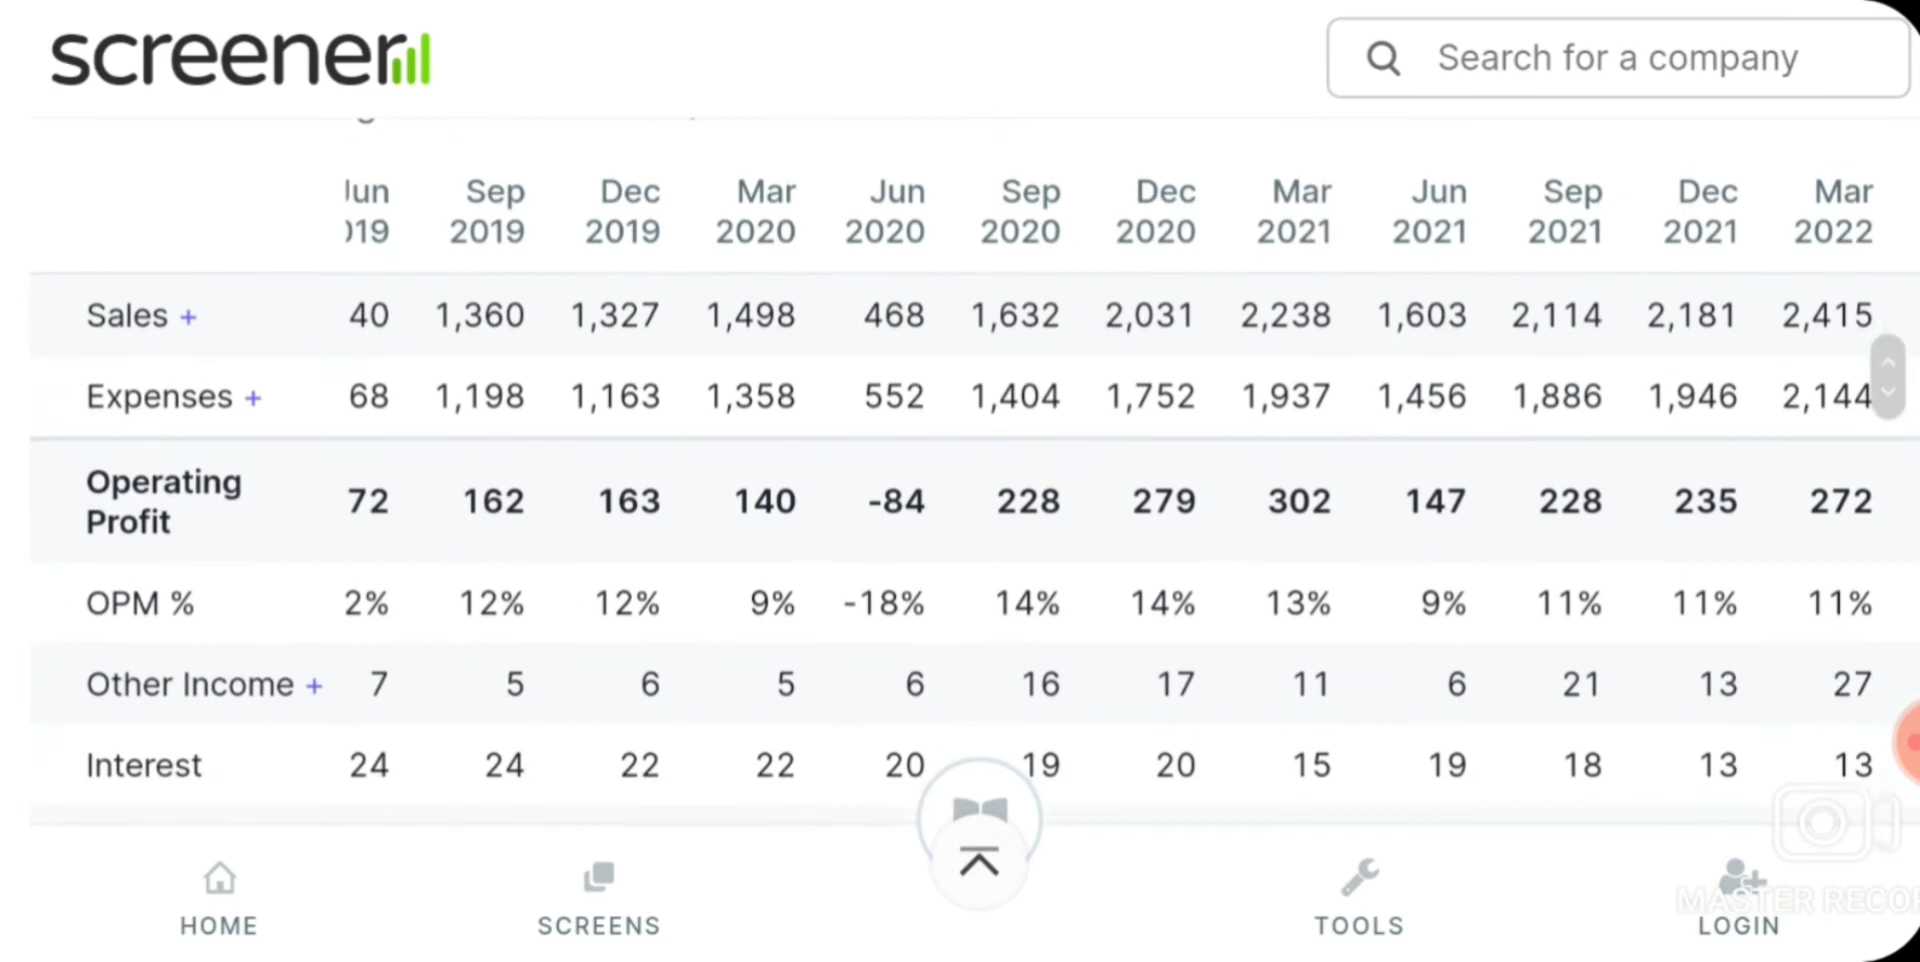 screener
Search for a company
Sep Dec Mar Jun Sep Dec Mar Jun Sep Dec Mar
2019 2019 2020 2020 2020 2020 2021 2021 2021 2021 2022
Sales + 40 1,360 1,327 1,498 468 1,632 2,031 2,238 1,603 2,114 2,181 2,415
Expenses + 68 1,198 1,163 1,358 552 1,404 1,752 1,937 1,456 1,886 1,946 2,144
Operating
Profit 72 162 163 140 -84 228 279 302 147 228 235 272
OPM % 2% 12% 12% 9% -18% 14% 14% 13% 9% 11% 11% 11%
Other Income + 7 5 6 5 6 16 17 11 6 21 13 27
Interest 24 24 22 22 20 19 20 15 19 18 13 13
HOME SCREENS TOOLS LOGIN
MASTER